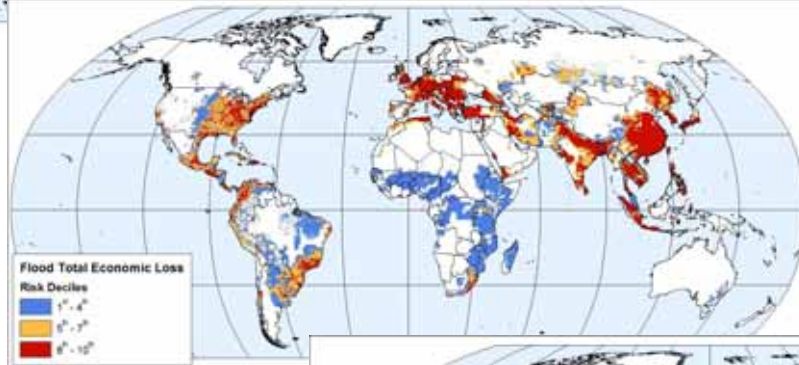 Flood Total Economic Loss
Risk Deciles
1st - 4th
5th - 7th
8th - 10th